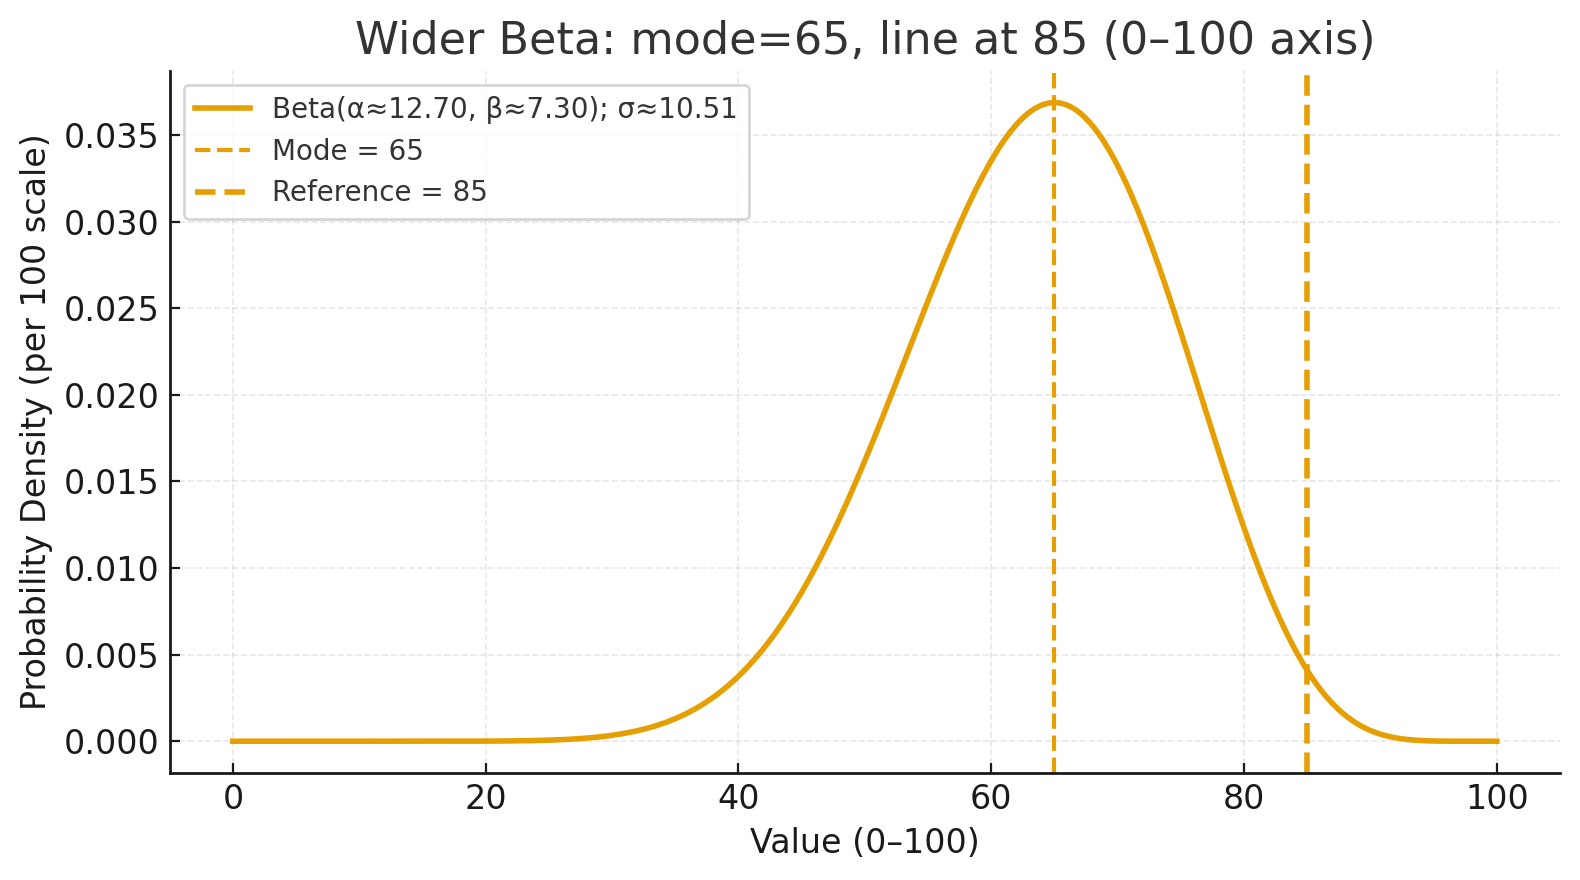 Wider Beta: mode=65, line at 85 (0–100 axis)
Beta(α≈12.70, β≈7.30); σ≈10.51
Mode = 65
Reference = 85
Probability Density (per 100 scale)
0.035
0.030
0.025
0.020
0.015
0.010
0.005
0.000
0 20 40 60 80 100
Value (0–100)